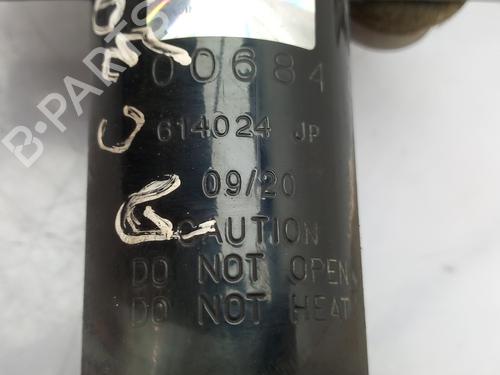 B-PARTS
00684
614024 JP
09/20
CAUTION
DO NOT OPEN
DO NOT HEAT